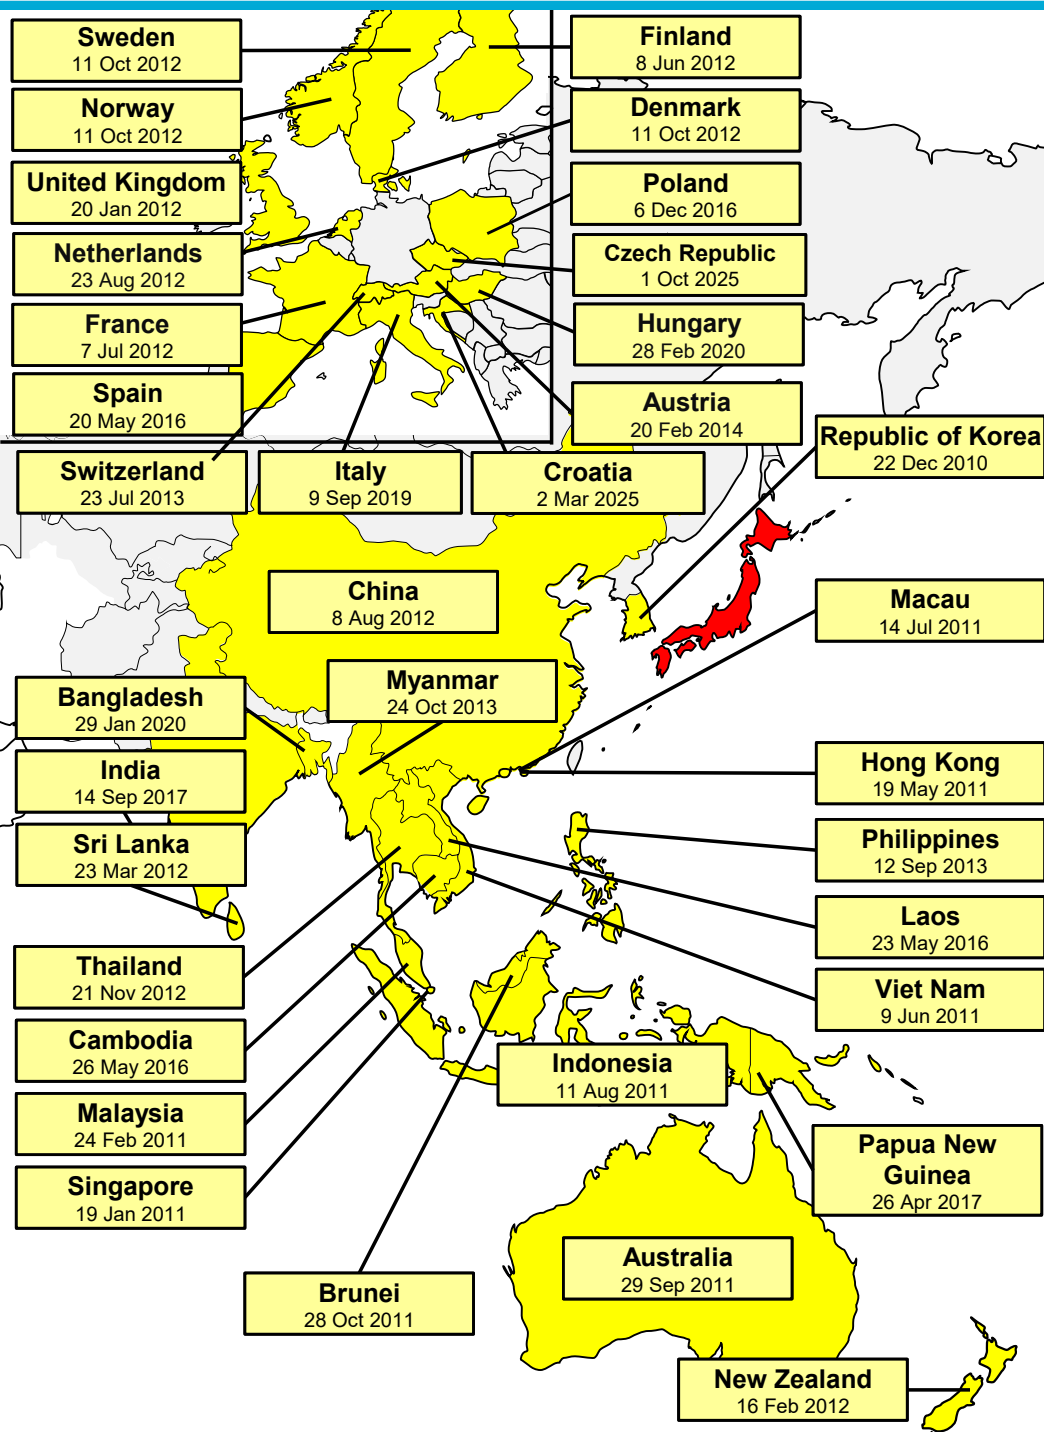 Sweden
11 Oct 2012
Finland
8 Jun 2012
Norway
11 Oct 2012
Denmark
11 Oct 2012
United Kingdom
20 Jan 2012
Poland
6 Dec 2016
Netherlands
23 Aug 2012
Czech Republic
1 Oct 2025
France
7 Jul 2012
Hungary
28 Feb 2020
Spain
20 May 2016
Austria
20 Feb 2014
Republic of Korea
22 Dec 2010
Switzerland
23 Jul 2013
Italy
9 Sep 2019
Croatia
2 Mar 2025
China
8 Aug 2012
Macau
14 Jul 2011
Myanmar
24 Oct 2013
Bangladesh
29 Jan 2020
India
14 Sep 2017
Hong Kong
19 May 2011
Sri Lanka
23 Mar 2012
Philippines
12 Sep 2013
Laos
23 May 2016
Thailand
21 Nov 2012
Viet Nam
9 Jun 2011
Cambodia
26 May 2016
Indonesia
11 Aug 2011
Malaysia
24 Feb 2011
Papua New
Guinea
26 Apr 2017
Singapore
19 Jan 2011
Australia
29 Sep 2011
Brunei
28 Oct 2011
New Zealand
16 Feb 2012